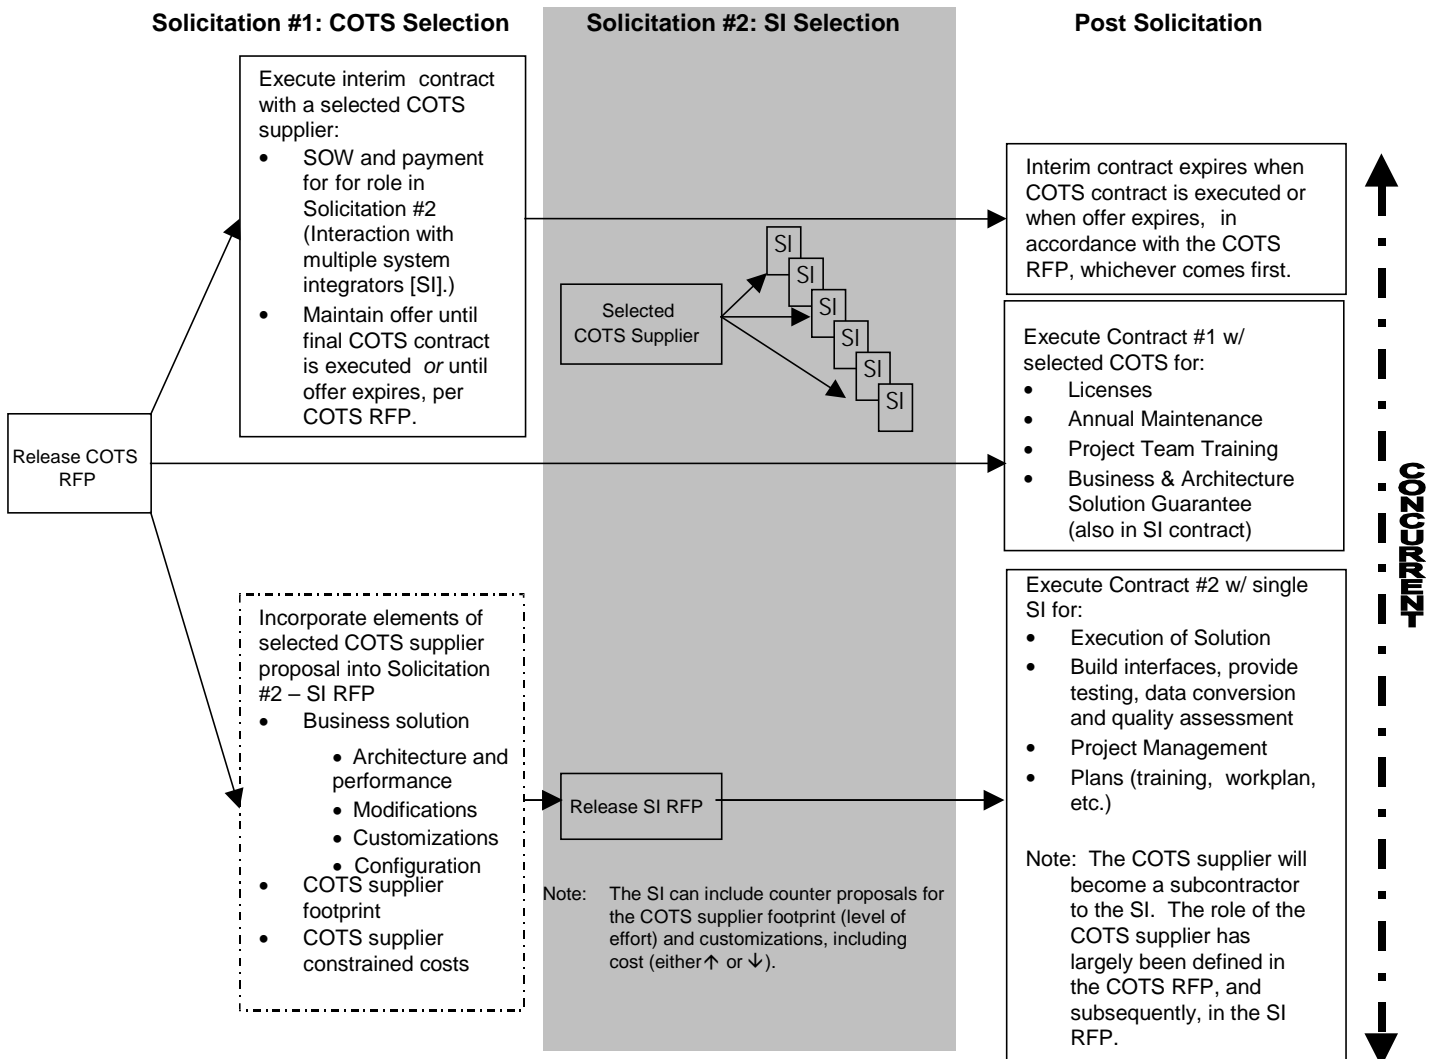 Solicitation #1: COTS Selection
Solicitation #2: SI Selection
Post Solicitation
Execute interim contract
with a selected COTS
supplier:
• SOW and payment
for for role in
Solicitation #2
(Interaction with
multiple system
integrators [SI].)
• Maintain offer until
final COTS contract
is executed or until
offer expires, per
COTS RFP.
Release COTS
RFP
Incorporate elements of
selected COTS supplier
proposal into Solicitation
#2 – SI RFP
• Business solution
• Architecture and
performance
• Modifications
• Customizations
• Configuration
• COTS supplier
footprint
• COTS supplier
constrained costs
Selected
COTS Supplier
SI
SI
SI
SI
SI
SI
Release SI RFP
Note: The SI can include counter proposals for
the COTS supplier footprint (level of
effort) and customizations, including
cost (either↑ or ↓).
Interim contract expires when
COTS contract is executed or
when offer expires, in
accordance with the COTS
RFP, whichever comes first.
Execute Contract #1 w/
selected COTS for:
• Licenses
• Annual Maintenance
• Project Team Training
• Business & Architecture
Solution Guarantee
(also in SI contract)
Execute Contract #2 w/ single
SI for:
• Execution of Solution
• Build interfaces, provide
testing, data conversion
and quality assessment
• Project Management
• Plans (training, workplan,
etc.)
Note: The COTS supplier will
become a subcontractor
to the SI. The role of the
COTS supplier has
largely been defined in
the COTS RFP, and
subsequently, in the SI
RFP.
CONCURRENT